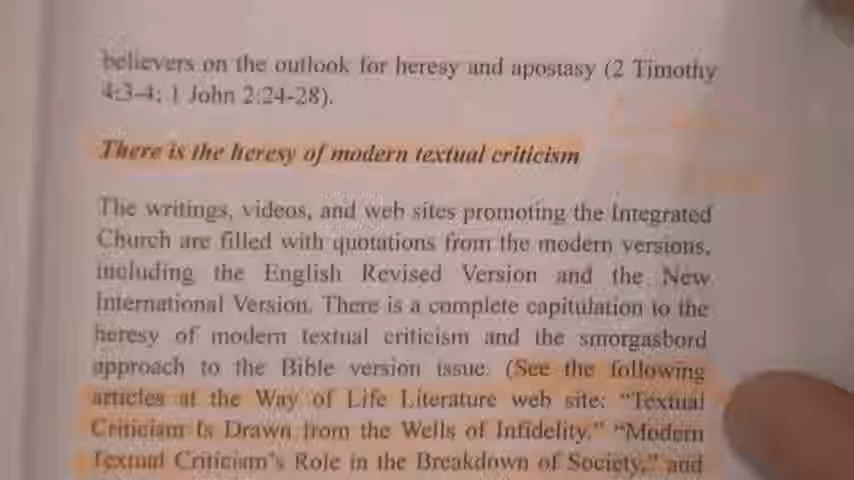 believers on the outlook for heresy and apostasy (2 Timothy
4:3-4; 1 John 2:24-28).
There is the heresy of modern textual criticism
The writings, videos, and web sites promoting the Integrated
Church are filled with quotations from the modern versions,
including the English Revised Version and the New
International Version. There is a complete capitulation to the
heresy of modern textual criticism and the smorgasbord
approach to the Bible version issue. (See the following
articles at the Way of Life Literature web site: “Textual
Criticism Is Drawn from the Wells of Infidelity,” “Modern
Textual Criticism’s Role in the Breakdown of Society,” and